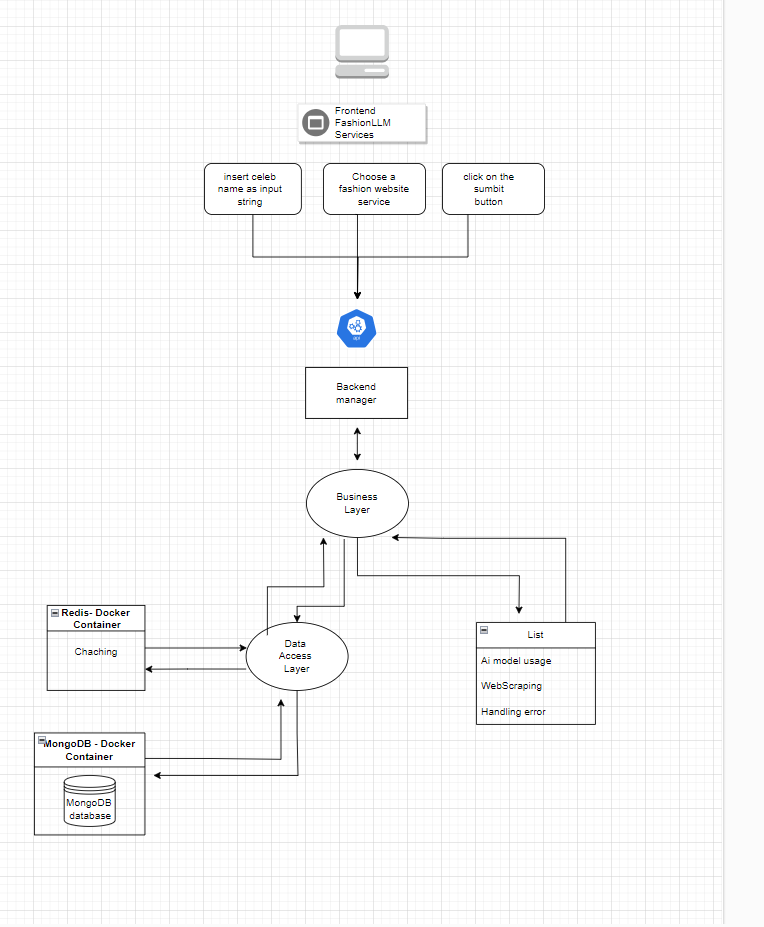 Frontend
FashionLLM
Services
insert celeb
name as input
string
Choose a
fashion website
service
click on the
sumbit
button
api
Backend
manager
Business
Layer
Redis- Docker
Container
Chaching
Data
Access
Layer
List
Ai model usage
WebScraping
Handling error
MongoDB - Docker
Container
MongoDB
database